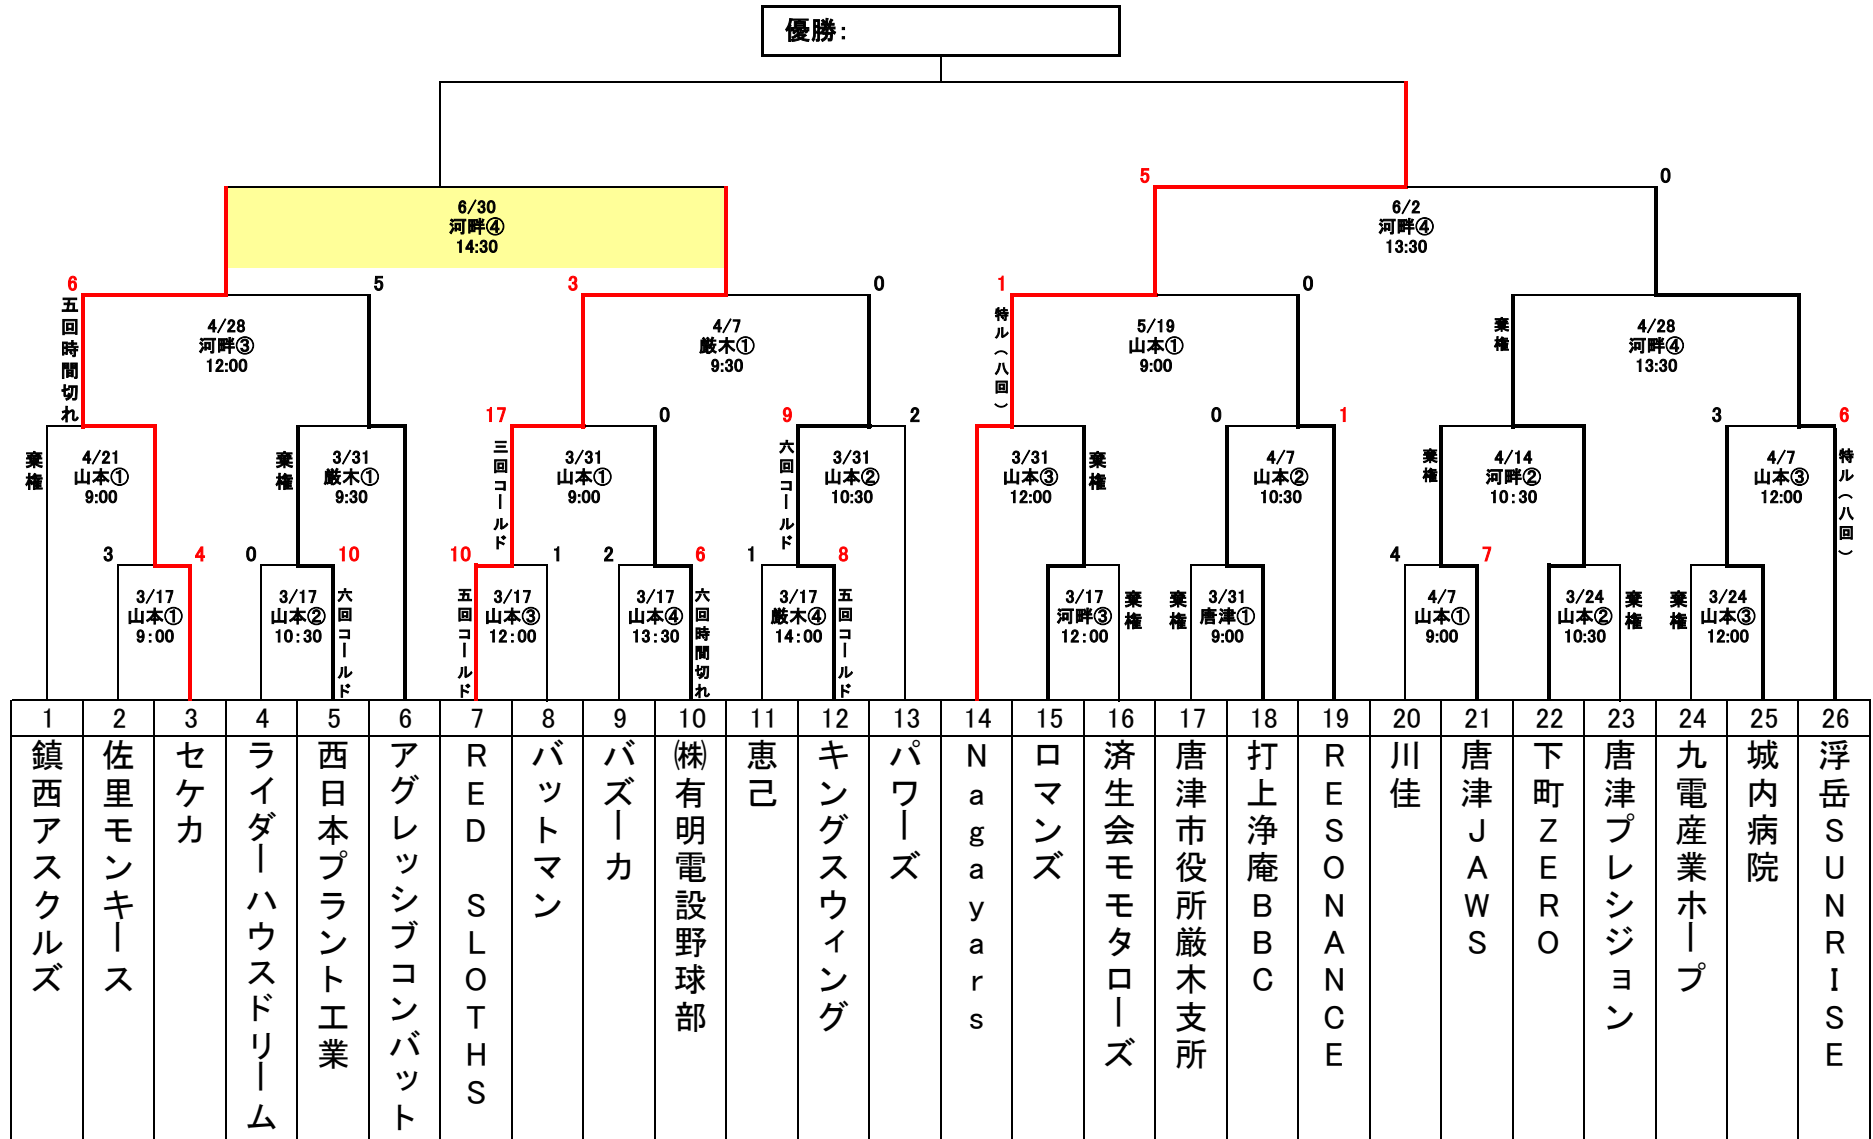 優勝：
5
0
6/30
河畔④
14:30
6/2
河畔④
13:30
6
5
3
0
1
0
五回時間切れ
4/28
河畔③
12:00
4/7
厳木①
9:30
特ル（八回）
5/19
山本①
9:00
棄権
4/28
河畔④
13:30
17
0
9
2
0
1
3
6
棄権
4/21
山本①
9:00
棄権
3/31
厳木①
9:30
三回コールド
3/31
山本①
9:00
六回コールド
3/31
山本②
10:30
3/31
山本③
12:00
棄権
4/7
山本②
10:30
棄権
4/14
河畔②
10:30
4/7
山本③
12:00
特ル（八回）
3
4
0
10
10
1
2
6
1
8
4
7
3/17
山本①
9:00
3/17
山本②
10:30
六回コールド
五回コールド
3/17
山本③
12:00
3/17
山本④
13:30
六回時間切れ
3/17
厳木④
14:00
五回コールド
3/17
河畔③
12:00
棄権
棄権
3/31
唐津①
9:00
4/7
山本①
9:00
3/24
山本②
10:30
棄権
棄権
3/24
山本③
12:00
1 2 3 4 5 6 7 8 9 10 11 12 13 14 15 16 17 18 19 20 21 22 23 24 25 26
鎮西アスクルズ
佐里モンキース
セケカ
ライダーハウスドリーム
西日本プラント工業
アグレッシブコンバット
RED SLOTHS
バットマン
バズーカ
㈱有明電設野球部
恵己
キングスウィング
パワーズ
Nagayars
ロマンズ
済生会モモタローズ
唐津市役所厳木支所
打上浄庵BBC
RESONANCE
川佳
唐津JAWS
下町ZERO
唐津プレシジョン
九電産業ホープ
城内病院
浮岳SUNRISE